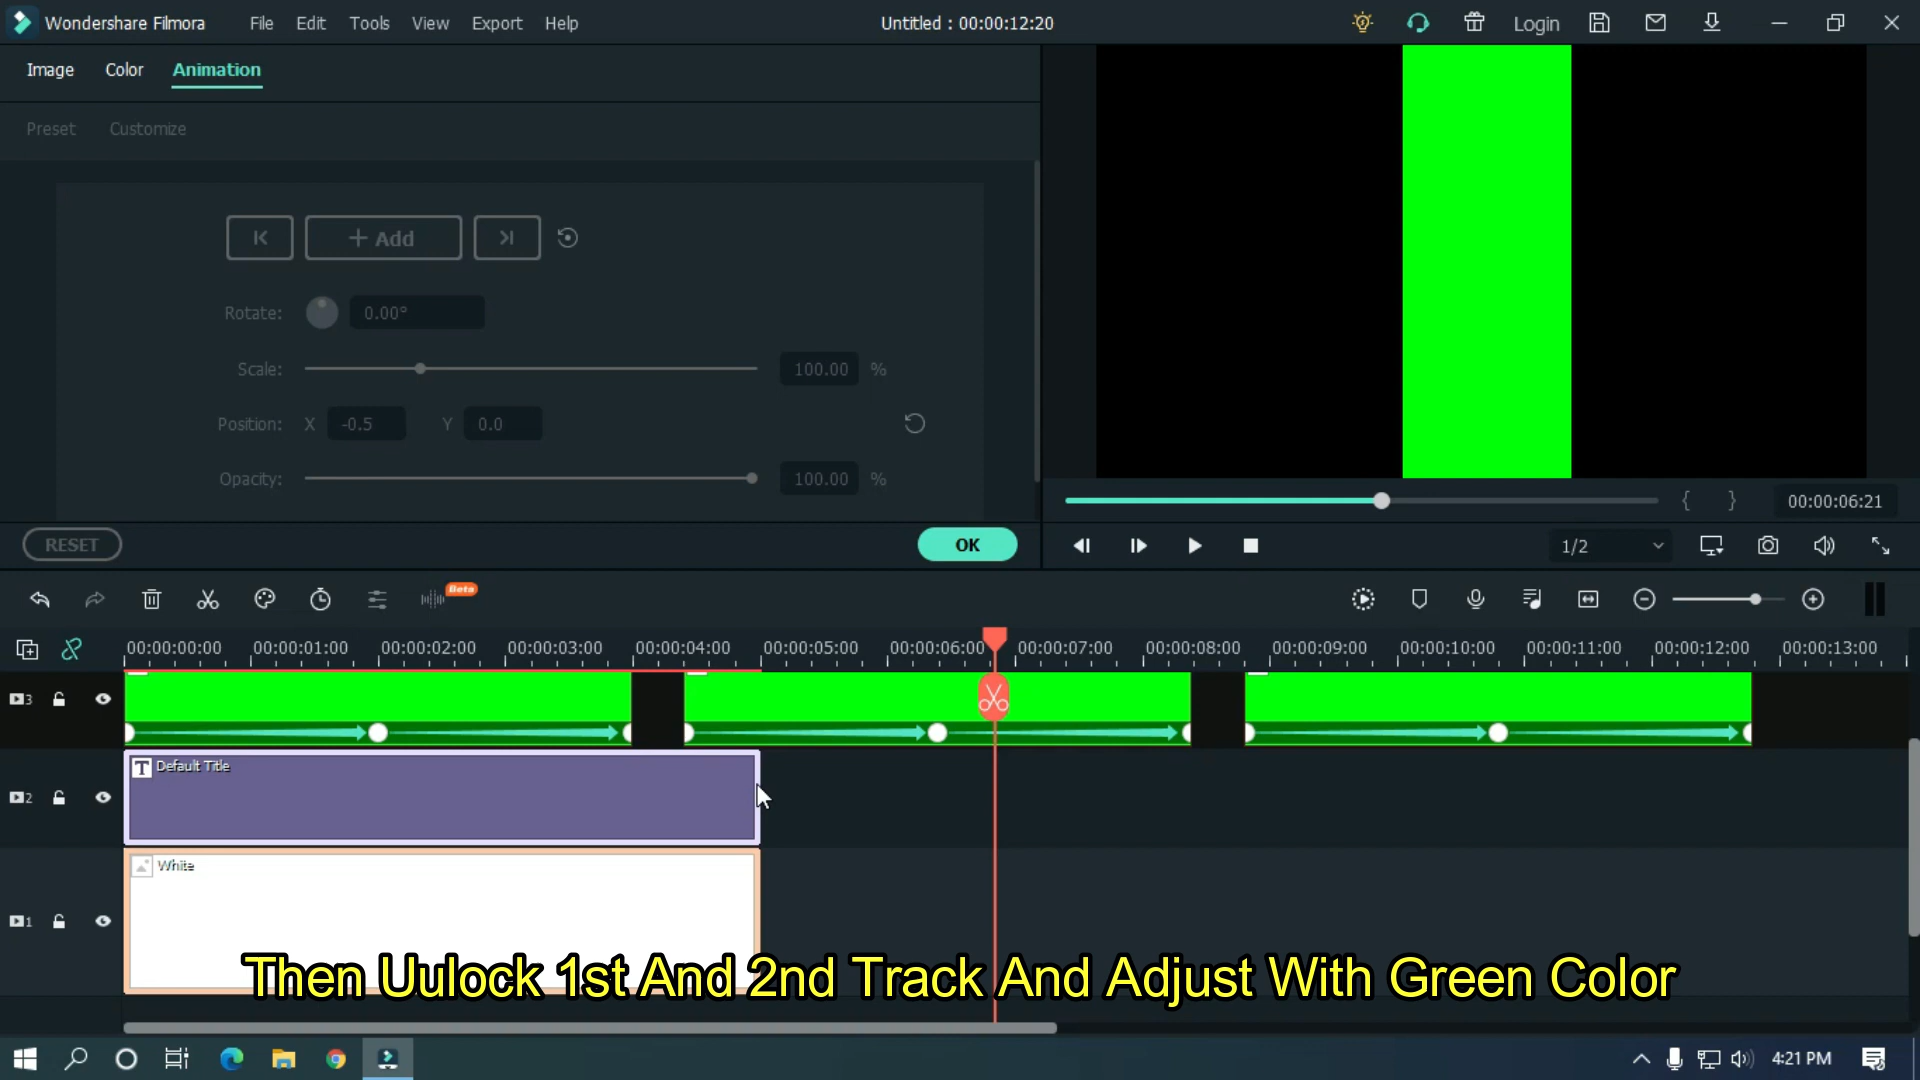 Wondershare Filmora File Edit Tools View Export Help Untitled : 00:00:12:20 Login
Image Color Animation
Preset Customize
+ Add
Rotate: 0.00°
Scale: 100.00 %
Position: X -0.5 Y 0.0
Opacity: 100.00 %
{ } 00:00:06:21
RESET OK
1/2
Beta
00:00:00:00 00:00:01:00 00:00:02:00 00:00:03:00 00:00:04:00 00:00:05:00 00:00:06:00 00:00:07:00 00:00:08:00 00:00:09:00 00:00:10:00 00:00:11:00 00:00:12:00 00:00:13:00
3
T Default Title
2
White
1
Then Uulock 1st And 2nd Track And Adjust With Green Color
4:21 PM